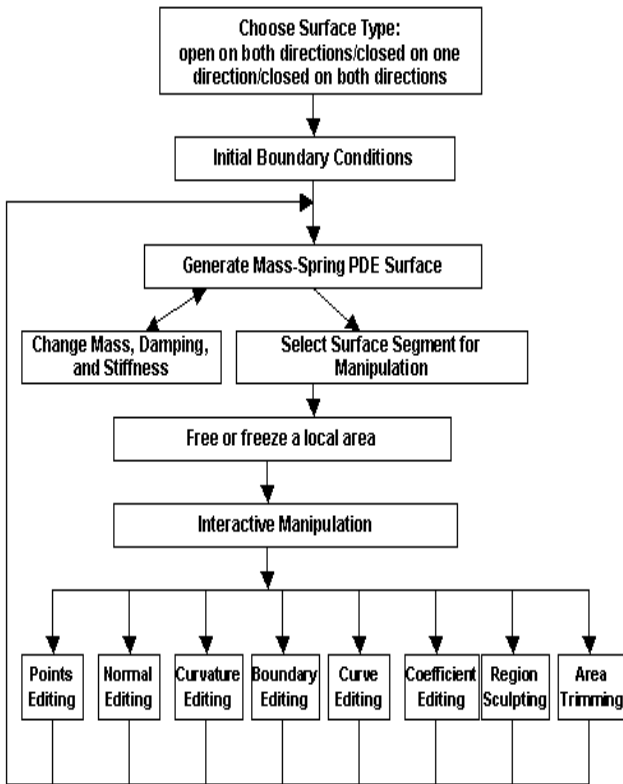 Choose Surface Type:
open on both directions/closed on one
direction/closed on both directions
Initial Boundary Conditions
Generate Mass-Spring PDE Surface
Change Mass, Damping,
and Stiffness
Select Surface Segment for
Manipulation
Free or freeze a local area
Interactive Manipulation
Points
Editing
Normal
Editing
Curvature
Editing
Boundary
Editing
Curve
Editing
Coefficient
Editing
Region
Sculpting
Area
Trimming